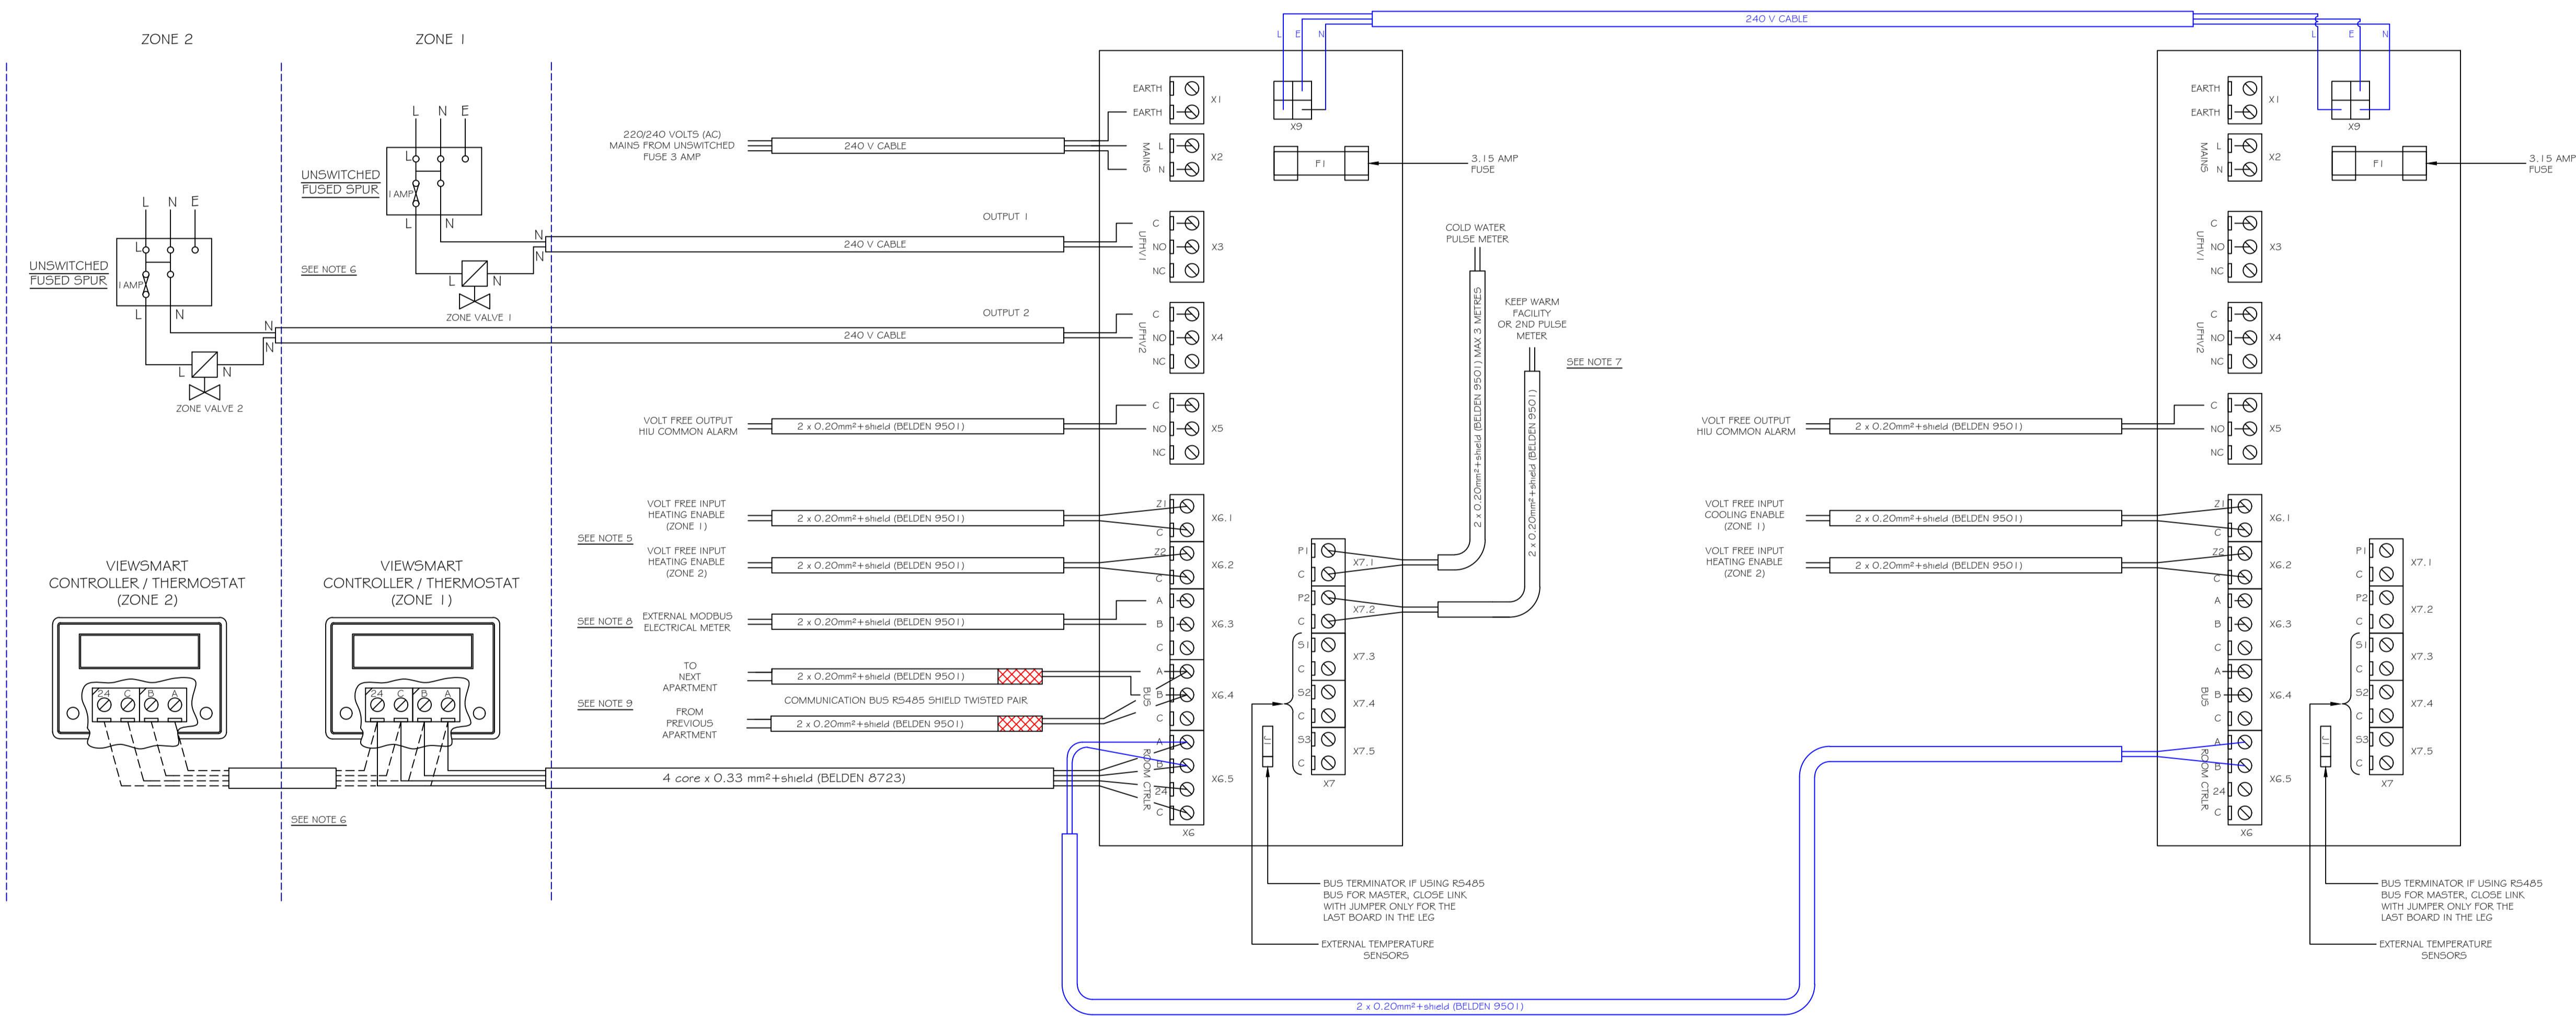 ZONE 2
ZONE 1
240 V CABLE
L E N
L E N
L N E
UNSWITCHED
FUSED SPUR
L
1 AMP
L
N
SEE NOTE 6
N
N
L
N
ZONE VALVE 1
L N E
UNSWITCHED
FUSED SPUR
L
1 AMP
L
N
N
N
L
N
ZONE VALVE 2
220/240 VOLTS (AC)
MAINS FROM UNSWITCHED
FUSE 3 AMP
240 V CABLE
OUTPUT 1
240 V CABLE
OUTPUT 2
240 V CABLE
VOLT FREE OUTPUT
HIU COMMON ALARM
2 x 0.20mm²+shield (BELDEN 9501)
VOLT FREE INPUT
HEATING ENABLE
(ZONE 1)
2 x 0.20mm²+shield (BELDEN 9501)
SEE NOTE 5
VOLT FREE INPUT
HEATING ENABLE
(ZONE 2)
2 x 0.20mm²+shield (BELDEN 9501)
SEE NOTE 8
EXTERNAL MODBUS
ELECTRICAL METER
2 x 0.20mm²+shield (BELDEN 9501)
TO
NEXT
APARTMENT
2 x 0.20mm²+shield (BELDEN 9501)
SEE NOTE 9
COMMUNICATION BUS RS485 SHIELD TWISTED PAIR
FROM
PREVIOUS
APARTMENT
2 x 0.20mm²+shield (BELDEN 9501)
VIEWSMART
CONTROLLER / THERMOSTAT
(ZONE 2)
24 C B A
VIEWSMART
CONTROLLER / THERMOSTAT
(ZONE 1)
24 C B A
4 core x 0.33 mm²+shield (BELDEN 8723)
SEE NOTE 6
EARTH
EARTH
X1
MAINS
L
N
X2
UFHV1
C
NO
NC
X3
UFHV2
C
NO
NC
X4
C
NO
NC
X5
Z1
C
X6.1
Z2
C
X6.2
A
B
C
X6.3
BUS
A
B
C
X6.4
ROOM CTRLR
A
B
24
C
X6.5
X6
X9
F1
3.15 AMP
FUSE
COLD WATER
PULSE METER
2 x 0.20mm²+shield (BELDEN 9501) MAX 3 METRES
KEEP WARM
FACILITY
OR 2ND PULSE
METER
2 x 0.20mm²+shield (BELDEN 9501)
SEE NOTE 7
P1
C
X7.1
P2
C
X7.2
S1
C
X7.3
S2
C
X7.4
S3
C
X7.5
X7
J1
BUS TERMINATOR IF USING RS485
BUS FOR MASTER, CLOSE LINK
WITH JUMPER ONLY FOR THE
LAST BOARD IN THE LEG
EXTERNAL TEMPERATURE
SENSORS
2 x 0.20mm²+shield (BELDEN 9501)
VOLT FREE OUTPUT
HIU COMMON ALARM
2 x 0.20mm²+shield (BELDEN 9501)
VOLT FREE INPUT
COOLING ENABLE
(ZONE 1)
2 x 0.20mm²+shield (BELDEN 9501)
VOLT FREE INPUT
HEATING ENABLE
(ZONE 2)
2 x 0.20mm²+shield (BELDEN 9501)
EARTH
EARTH
X1
MAINS
L
N
X2
UFHV1
C
NO
NC
X3
UFHV2
C
NO
NC
X4
C
NO
NC
X5
Z1
C
X6.1
Z2
C
X6.2
A
B
C
X6.3
BUS
A
B
C
X6.4
ROOM CTRLR
A
B
24
C
X6.5
X6
X9
F1
3.15 AMP
FUSE
P1
C
X7.1
P2
C
X7.2
S1
C
X7.3
S2
C
X7.4
S3
C
X7.5
X7
J1
BUS TERMINATOR IF USING RS485
BUS FOR MASTER, CLOSE LINK
WITH JUMPER ONLY FOR THE
LAST BOARD IN THE LEG
EXTERNAL TEMPERATURE
SENSORS